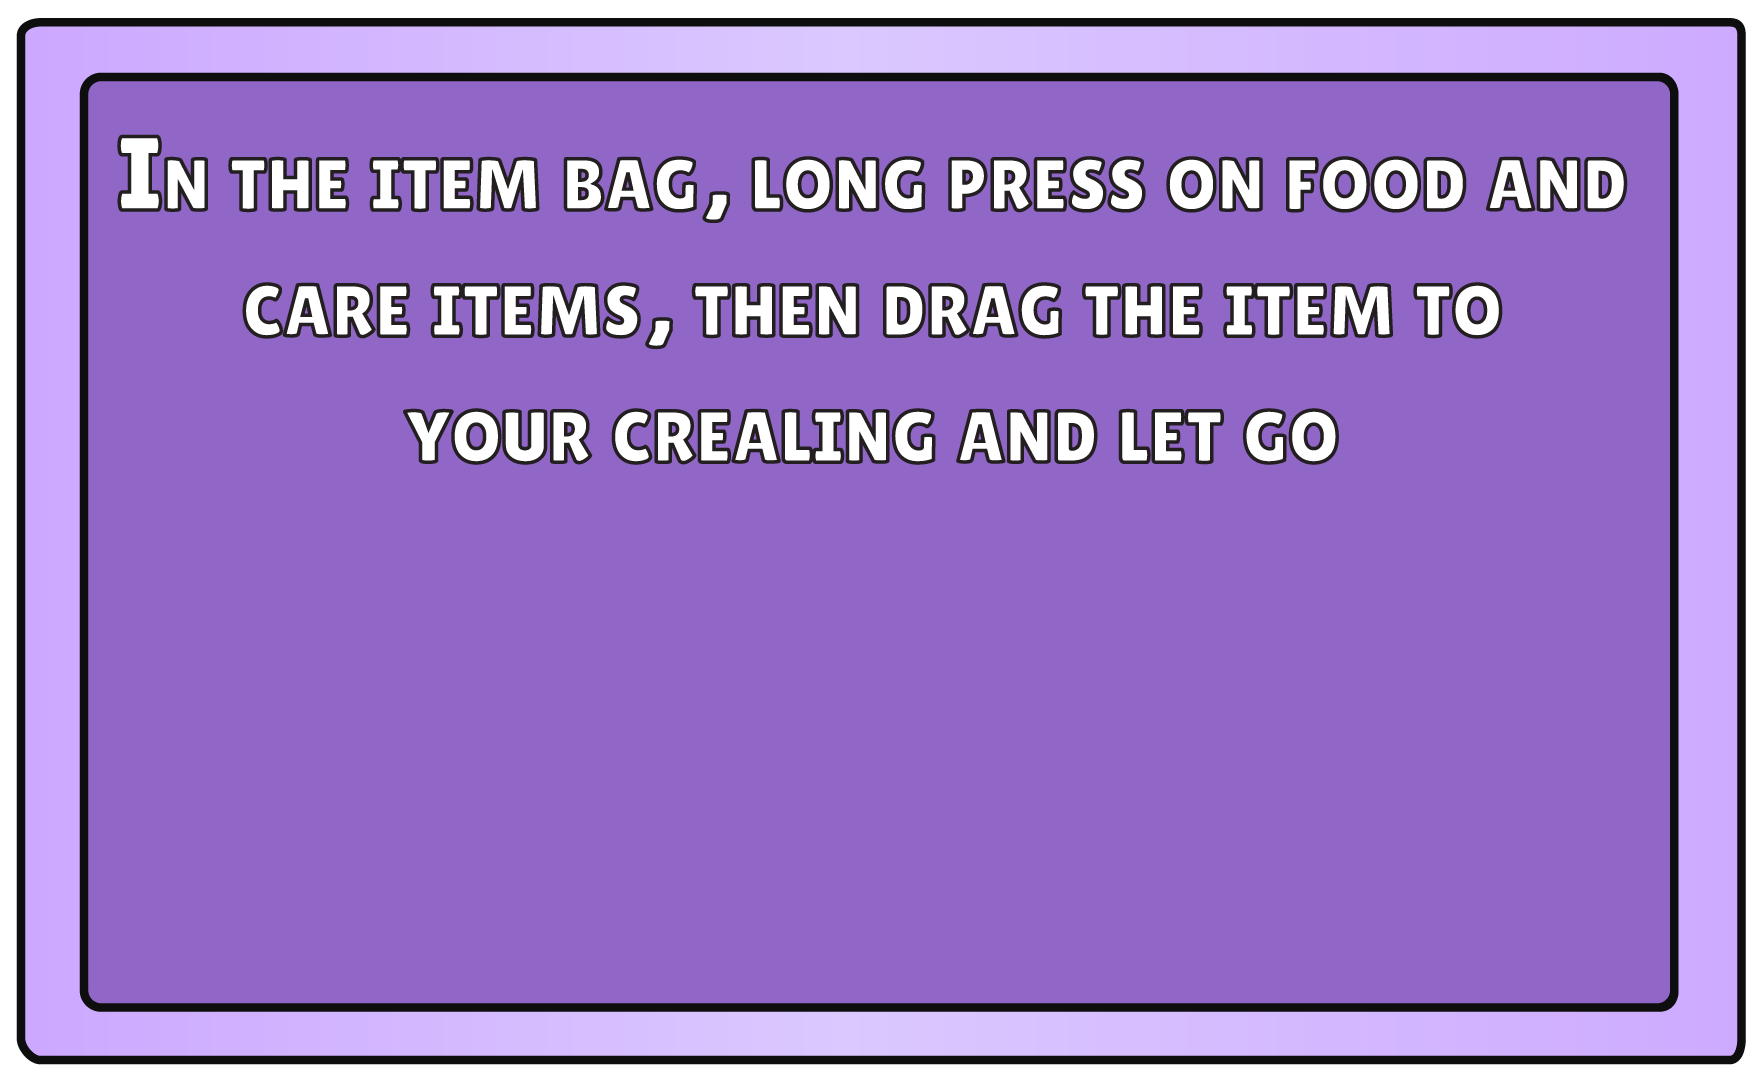 In the item bag, long press on food and
care items, then drag the item to
your crealing and let go